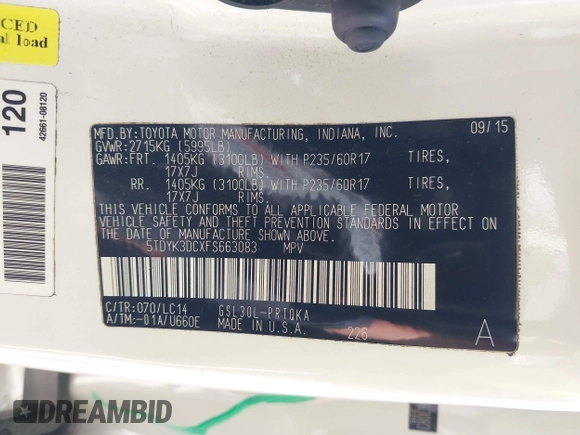 CED
al load
120
42661-08120
MFD.BY:TOYOTA MOTOR MANUFACTURING, INDIANA, INC. 09/15
GVWR:2715KG (5995LB)
GAWR:FRT. 1405KG (3100LB) WITH P235/60R17 TIRES,
17X7J RIMS.
RR. 1405KG (3100LB) WITH P235/60R17 TIRES,
17X7J RIMS.
THIS VEHICLE CONFORMS TO ALL APPLICABLE FEDERAL MOTOR
VEHICLE SAFETY AND THEFT PREVENTION STANDARDS IN EFFECT ON
THE DATE OF MANUFACTURE SHOWN ABOVE.
5TDYK3DCXFS663083 MPV
C/TR:070/LC14 GSL30L-PRTQKA
A/TM:-01A/U660E MADE IN U.S.A. 226 A
DREAMBID